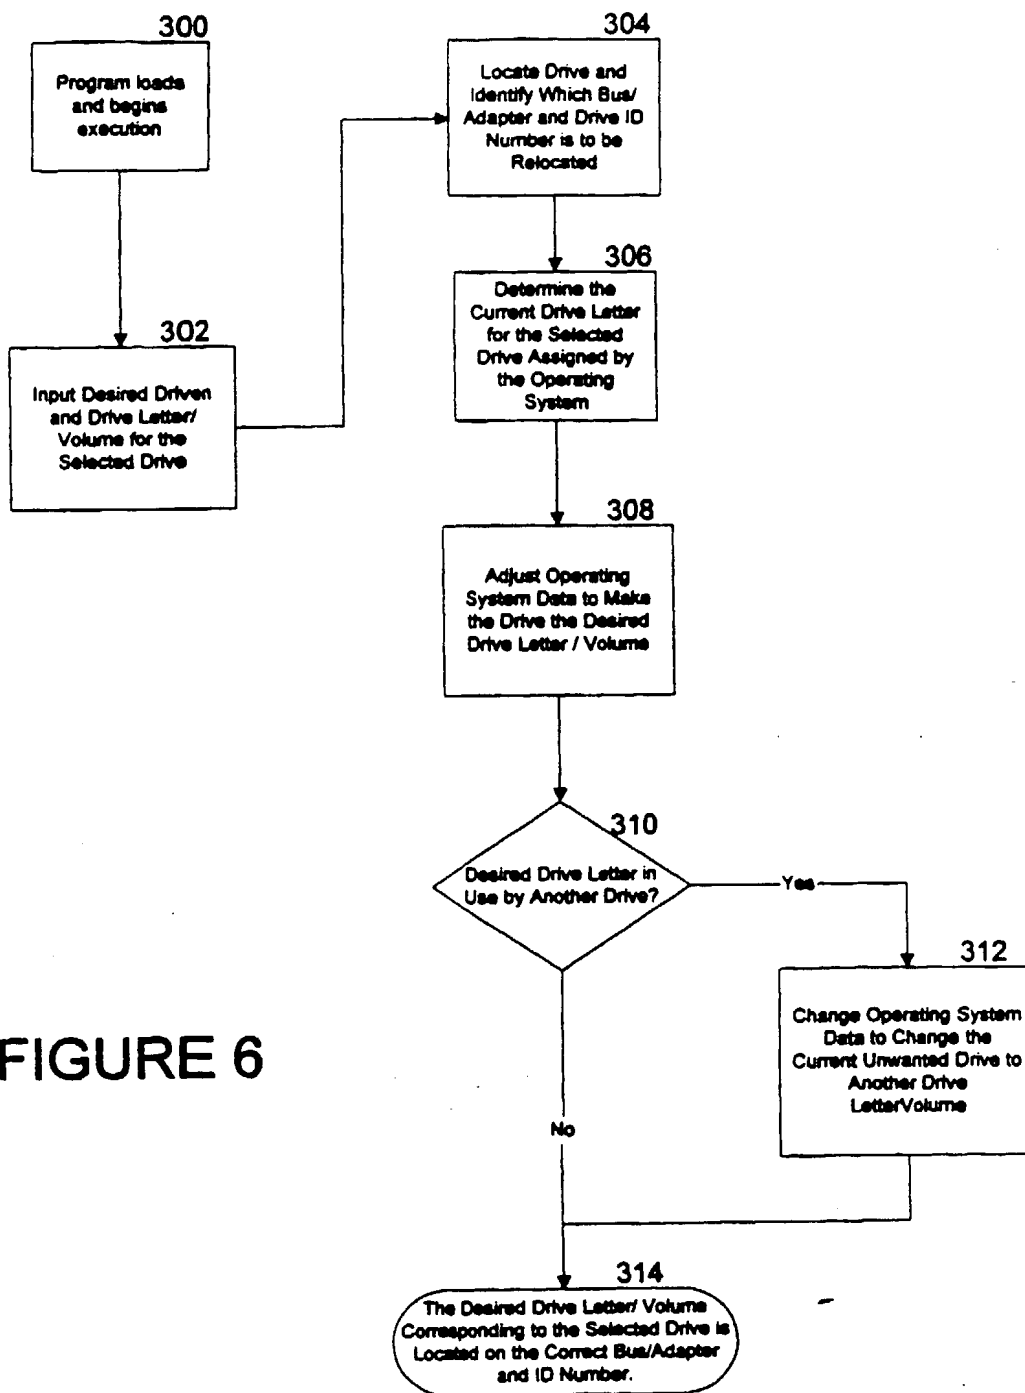 300
Program loads
and begins
execution
302
Input Desired Driven
and Drive Letter/
Volume for the
Selected Drive
304
Locate Drive and
Identify Which Bus/
Adapter and Drive ID
Number is to be
Relocated
306
Determine the
Current Drive Letter
for the Selected
Drive Assigned by
the Operating
System
308
Adjust Operating
System Data to Make
the Drive the Desired
Drive Letter / Volume
310
Desired Drive Letter in
Use by Another Drive?
Yes
312
Change Operating System
Data to Change the
Current Unwanted Drive to
Another Drive
LetterVolume
No
314
The Desired Drive Letter/ Volume
Corresponding to the Selected Drive is
Located on the Correct Bus/Adapter
and ID Number.
FIGURE 6